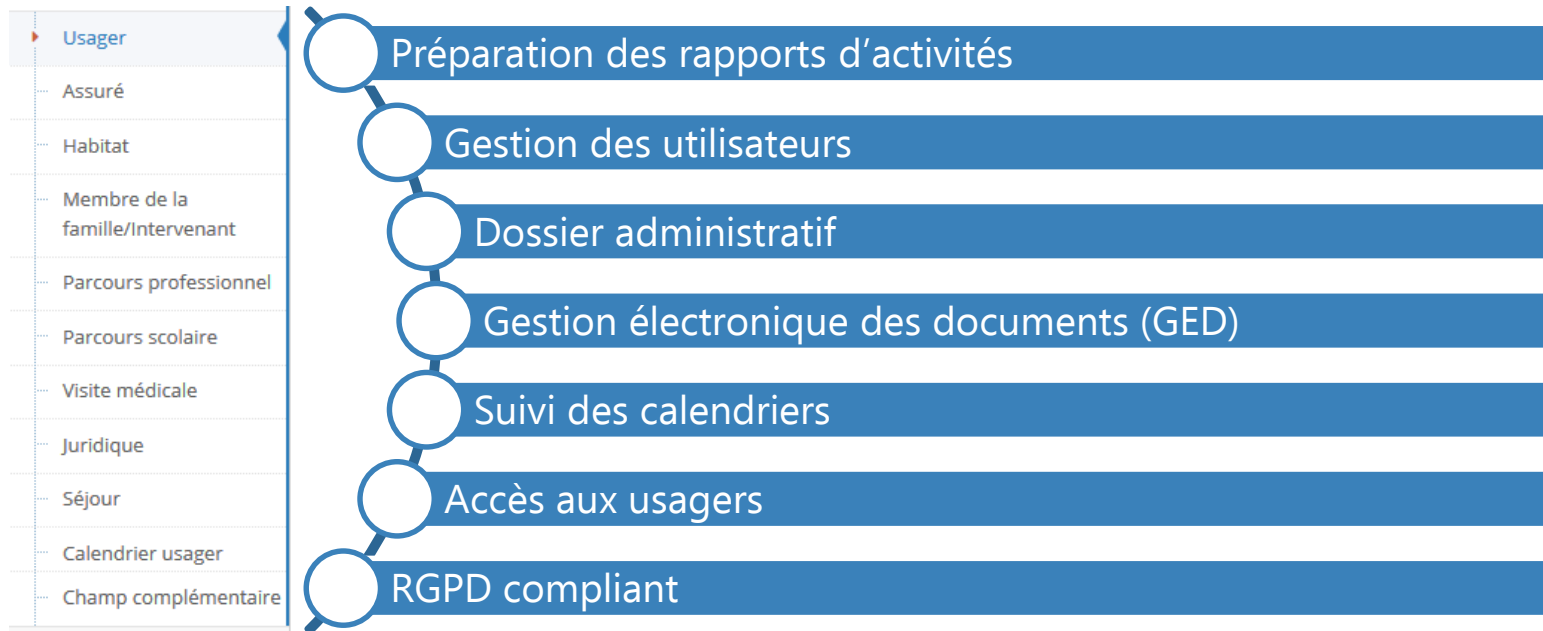 Usager
Assuré
Habitat
Membre de la
famille/Intervenant
Parcours professionnel
Parcours scolaire
Visite médicale
Juridique
Séjour
Calendrier usager
Champ complémentaire
Préparation des rapports d’activités
Gestion des utilisateurs
Dossier administratif
Gestion électronique des documents (GED)
Suivi des calendriers
Accès aux usagers
RGPD compliant